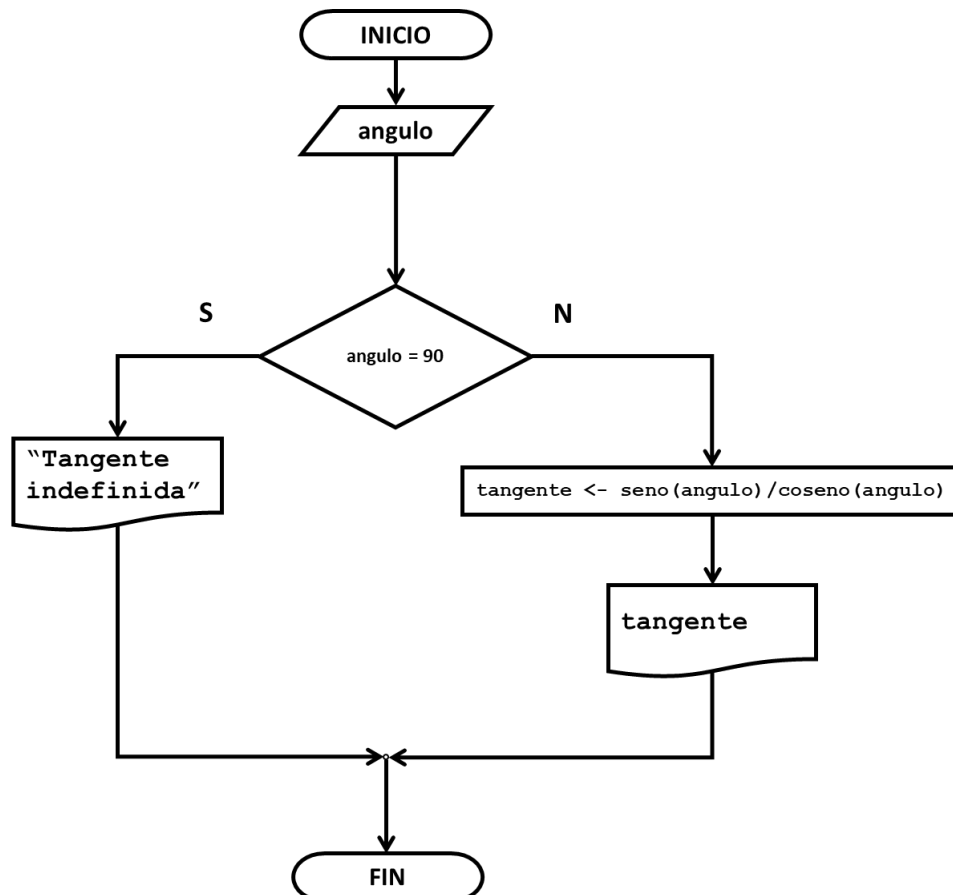 INICIO
angulo
S
N
angulo = 90
“Tangente
indefinida”
tangente <- seno(angulo)/coseno(angulo)
tangente
FIN